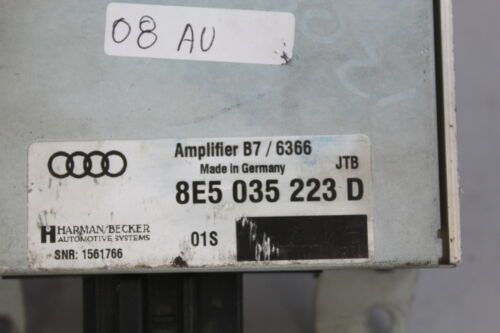 08 AU
Amplifier B7 / 6366
Made in Germany
JTB
8E5 035 223 D
HARMAN/BECKER
AUTOMOTIVE SYSTEMS
01S
SNR: 1561766